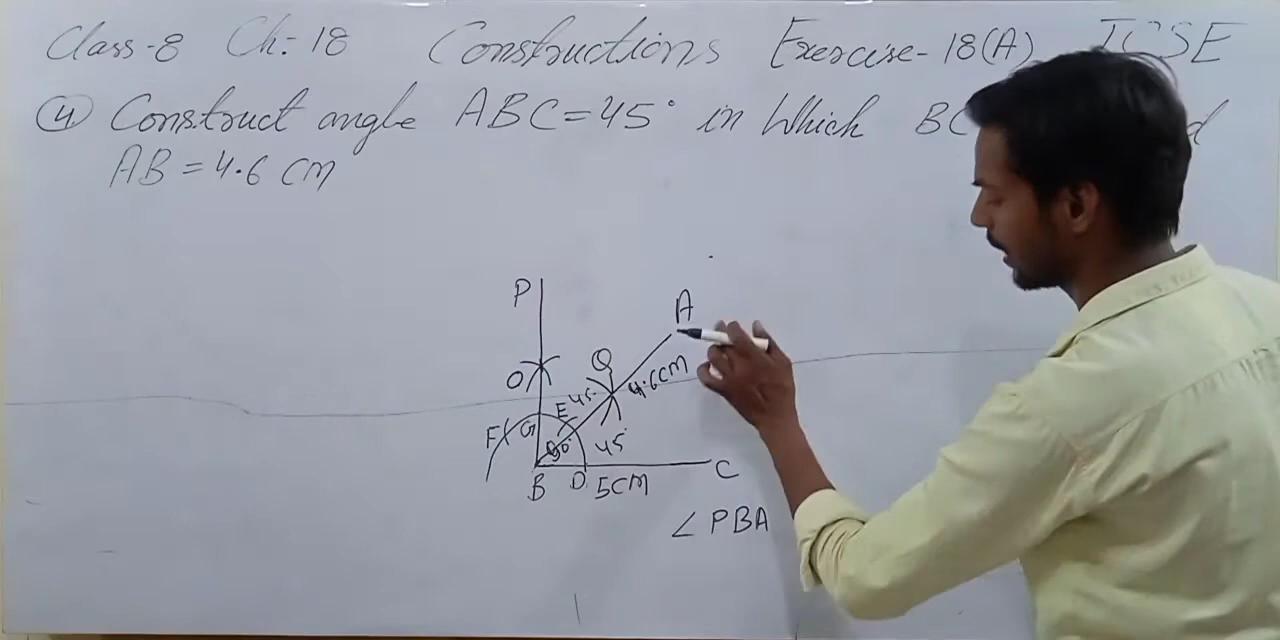 Class-8 Ch:-18 Constructions Exercise-18(A) ICSE
(4) Construct angle ABC=45° in Which BC
AB=4.6 CM
P
A
O
Q
4.6CM
45°
E
F
G
90°
45°
B
D
5CM
C
∠PBA